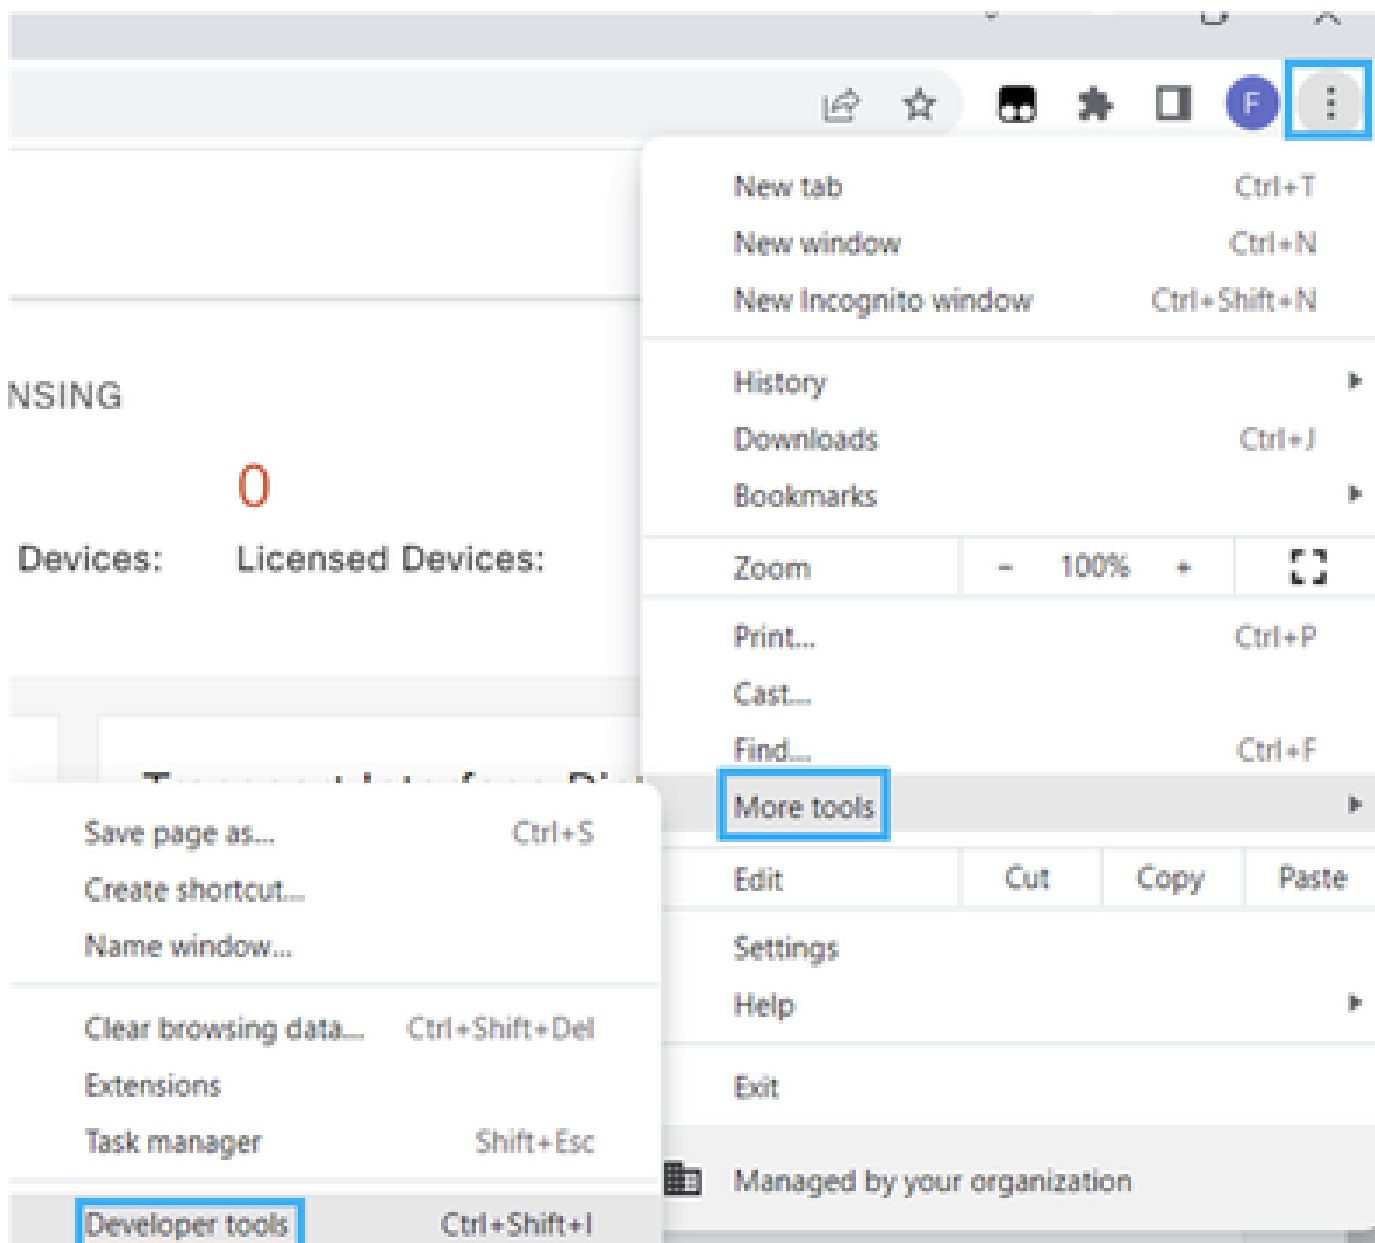 F
New tab Ctrl+T
New window Ctrl+N
New Incognito window Ctrl+Shift+N
History
Downloads Ctrl+J
Bookmarks
Zoom - 100% +
Print... Ctrl+P
Cast...
Find... Ctrl+F
More tools
Edit Cut Copy Paste
Settings
Help
Exit
Managed by your organization
NSING
0
Devices: Licensed Devices:
Save page as... Ctrl+S
Create shortcut...
Name window...
Clear browsing data... Ctrl+Shift+Del
Extensions
Task manager Shift+Esc
Developer tools Ctrl+Shift+I